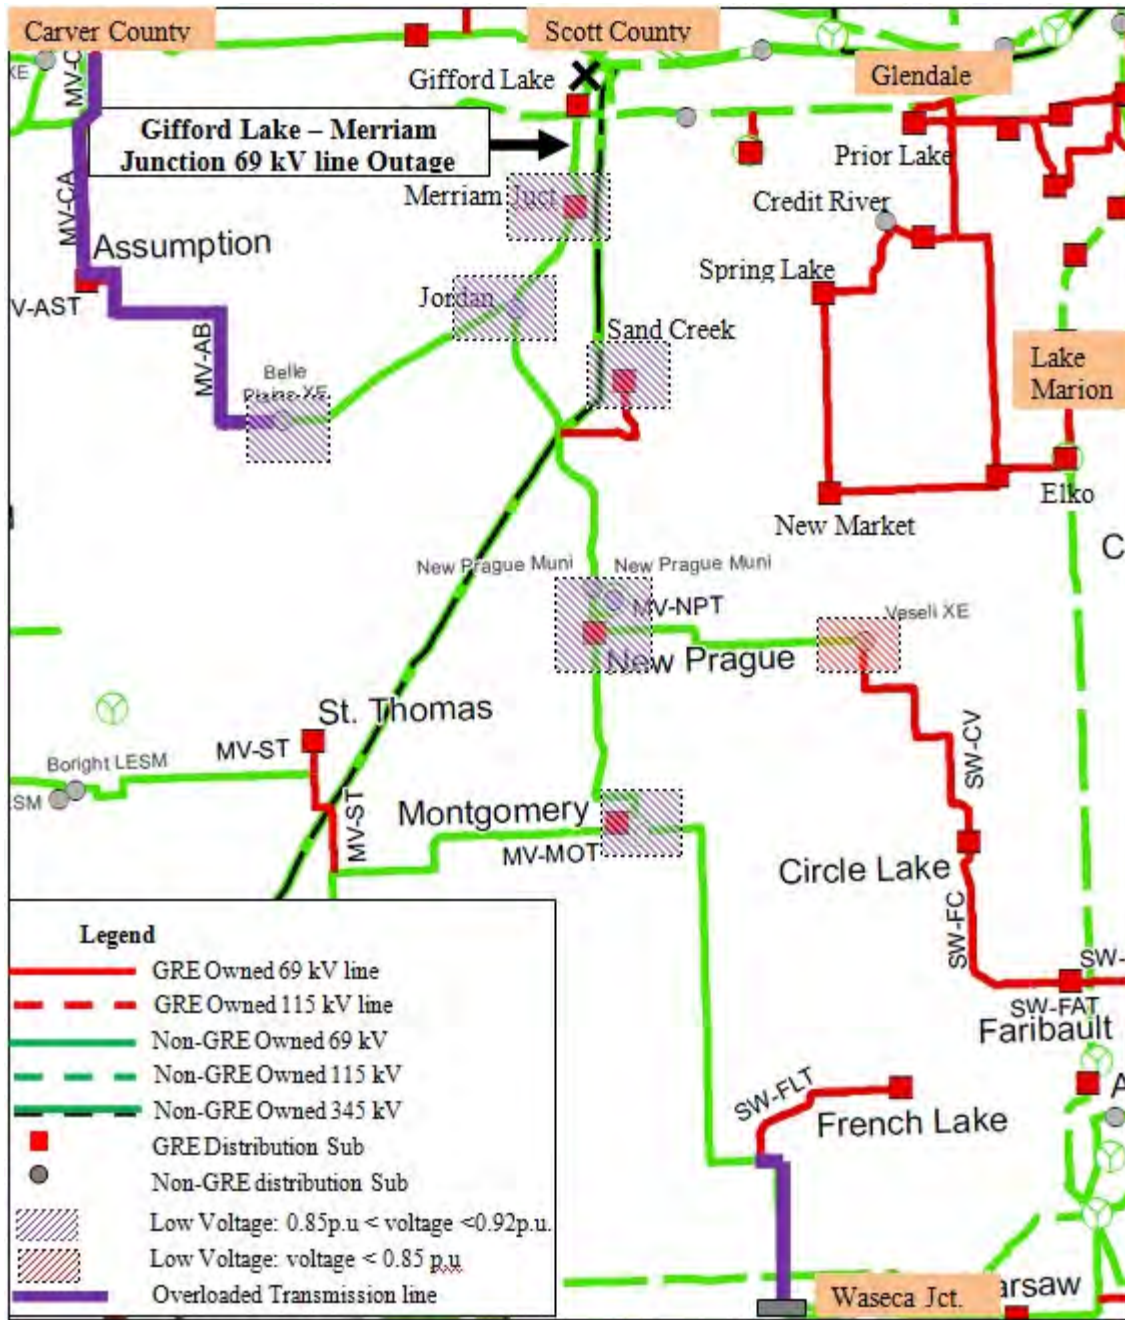 Carver County
Scott County
XE
MV-C
Gifford Lake
Glendale
Gifford Lake – Merriam
Junction 69 kV line Outage
Prior Lake
Merriam Juct
Credit River
MV-CA
Assumption
Spring Lake
V-AST
Jordan
Sand Creek
MV-AB
Belle
Plaine XE
Lake
Marion
Elko
New Market
C
New Prague Muni
New Prague Muni
MV-NPT
Veseli XE
New Prague
St. Thomas
MV-ST
SW-CV
Boright LESM
SM
MV-ST
Montgomery
MV-MOT
Circle Lake
SW-FC
SW-
SW-FAT
Faribault
Legend
GRE Owned 69 kV line
GRE Owned 115 kV line
Non-GRE Owned 69 kV
Non-GRE Owned 115 kV
Non-GRE Owned 345 kV
GRE Distribution Sub
Non-GRE distribution Sub
Low Voltage: 0.85p.u < voltage <0.92p.u.
Low Voltage: voltage < 0.85 p.u
Overloaded Transmission line
SW-FLT
French Lake
A
Waseca Jct.
arsaw